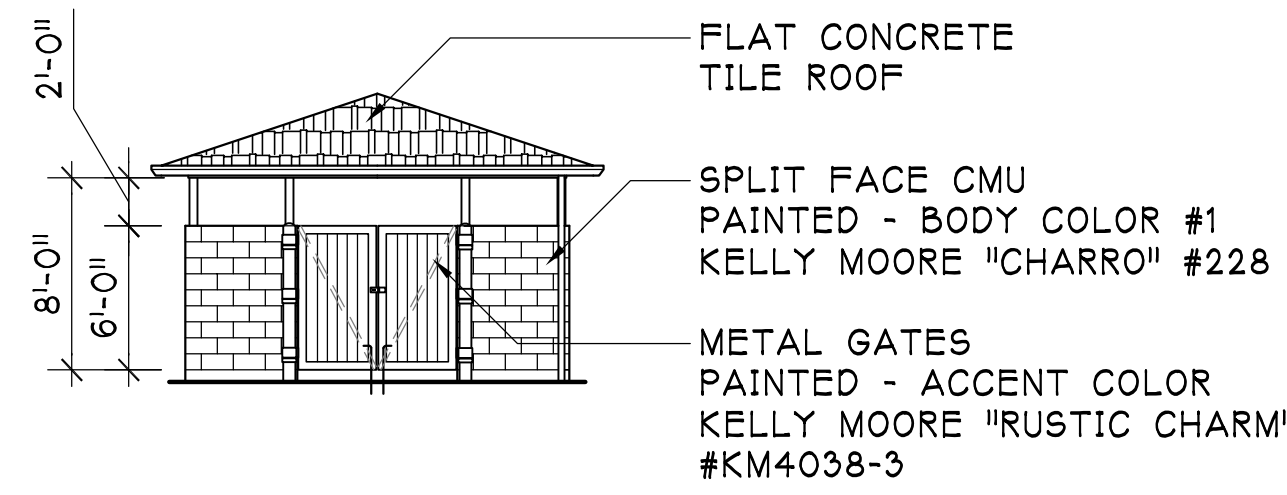 2'-0"
8'-0"
6'-0"
FLAT CONCRETE
TILE ROOF
SPLIT FACE CMU
PAINTED - BODY COLOR #1
KELLY MOORE "CHARRO" #228
METAL GATES
PAINTED - ACCENT COLOR
KELLY MOORE "RUSTIC CHARM"
#KM4038-3